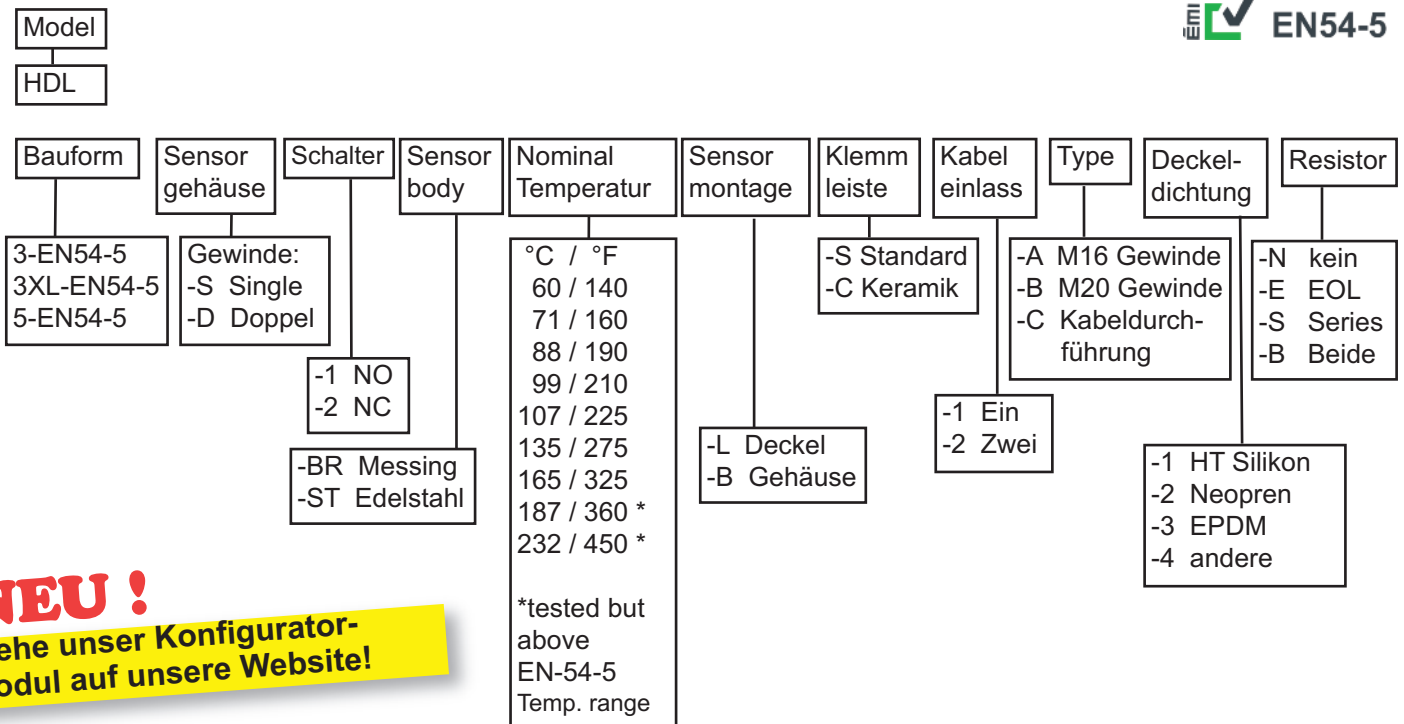 Model
HDL
ēmi EN54-5
Bauform
3-EN54-5
3XL-EN54-5
5-EN54-5
Sensor
gehäuse
Gewinde:
-S Single
-D Doppel
Schalter
-1 NO
-2 NC
Sensor
body
-BR Messing
-ST Edelstahl
Nominal
Temperatur
°C / °F
60 / 140
71 / 160
88 / 190
99 / 210
107 / 225
135 / 275
165 / 325
187 / 360 *
232 / 450 *
*tested but
above
EN-54-5
Temp. range
Sensor
montage
-L Deckel
-B Gehäuse
Klemm
leiste
-S Standard
-C Keramik
Kabel
einlass
-1 Ein
-2 Zwei
Type
-A M16 Gewinde
-B M20 Gewinde
-C Kabeldurch-
führung
Deckel-
dichtung
-1 HT Silikon
-2 Neopren
-3 EPDM
-4 andere
Resistor
-N kein
-E EOL
-S Series
-B Beide
NEU !
ehe unser Konfigurator-
odul auf unsere Website!